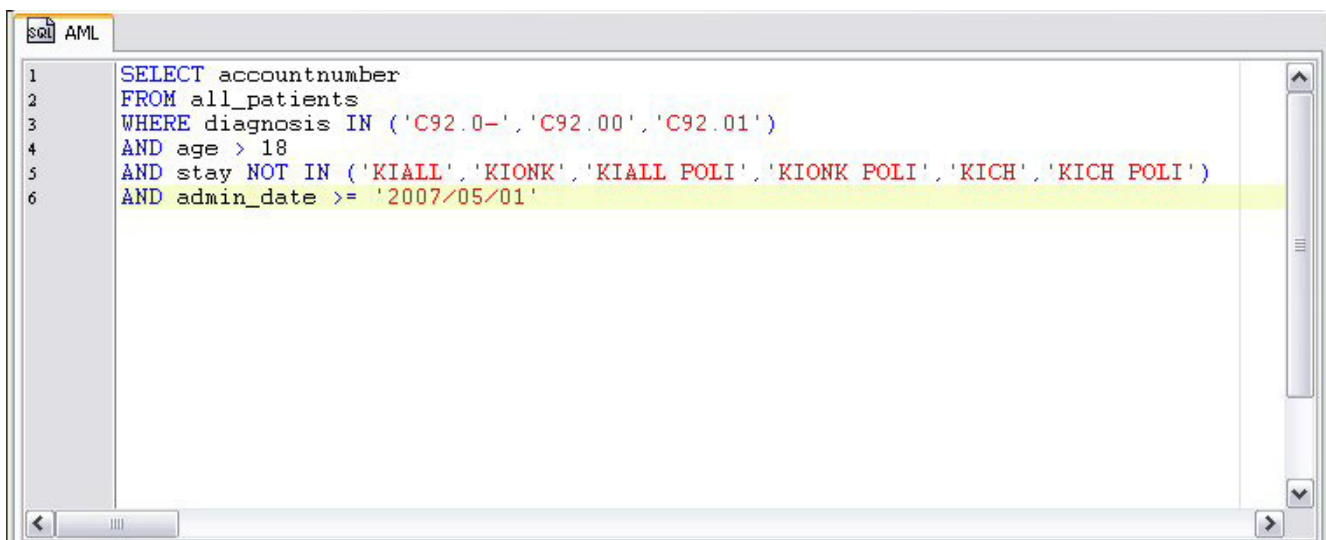 SQL AML
1 SELECT accountnumber
2 FROM all_patients
3 WHERE diagnosis IN ('C92.0-','C92.00','C92.01')
4 AND age > 18
5 AND stay NOT IN ('KIALL','KIONK','KIALL POLI','KIONK POLI','KICH','KICH POLI')
6 AND admin_date >= '2007/05/01'